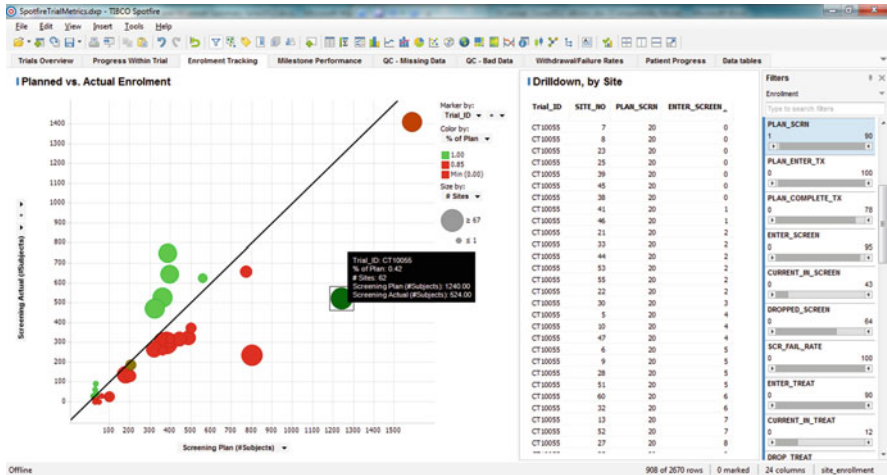 SpotfireTrialMetrics.dxp - TIBCO Spotfire
File Edit View Insert Tools Help
Trials Overview Progress Within Trial Enrolment Tracking Milestone Performance QC - Missing Data QC - Bad Data Withdrawal/Failure Rates Patient Progress Data tables
Planned vs. Actual Enrolment
Marker by:
Trial_ID
Color by:
% of Plan
1.00
0.85
Min (0.00)
Size by:
# Sites
≥ 67
≤ 1
Screening Actual (#Subjects)
1400
1300
1200
1100
1000
900
800
700
600
500
400
300
200
100
0
Trial_ID: CT10055
% of Plan: 0.42
# Sites: 62
Screening Plan (#Subjects): 1240.00
Screening Actual (#Subjects): 524.00
100 200 300 400 500 600 700 800 900 1000 1100 1200 1300 1400 1500
Screening Plan (#Subjects)
Drilldown, by Site
Trial_ID SITE_NO PLAN_SCRN ENTER_SCREEN
CT10055 7 20 0
CT10055 8 20 0
CT10055 23 20 0
CT10055 25 20 0
CT10055 39 20 0
CT10055 45 20 0
CT10055 38 20 0
CT10055 41 20 1
CT10055 46 20 1
CT10055 21 20 2
CT10055 33 20 2
CT10055 44 20 2
CT10055 53 20 2
CT10055 55 20 2
CT10055 22 20 2
CT10055 30 20 3
CT10055 5 20 4
CT10055 10 20 4
CT10055 47 20 4
CT10055 6 20 5
CT10055 9 20 5
CT10055 28 20 5
CT10055 51 20 5
CT10055 60 20 6
CT10055 32 20 6
CT10055 13 20 7
CT10055 52 20 7
CT10055 27 20 8
Filters
Enrolment
Type to search filters
PLAN_SCRN
1 90
PLAN_ENTER_TX
0 100
PLAN_COMPLETE_TX
0 78
ENTER_SCREEN
0 95
CURRENT_IN_SCREEN
0 43
DROPPED_SCREEN
0 64
SCR_FAIL_RATE
0 100
ENTER_TREAT
0 90
CURRENT_IN_TREAT
0 12
DROP_TREAT
Offline
908 of 2670 rows 0 marked 24 columns site_enrollment